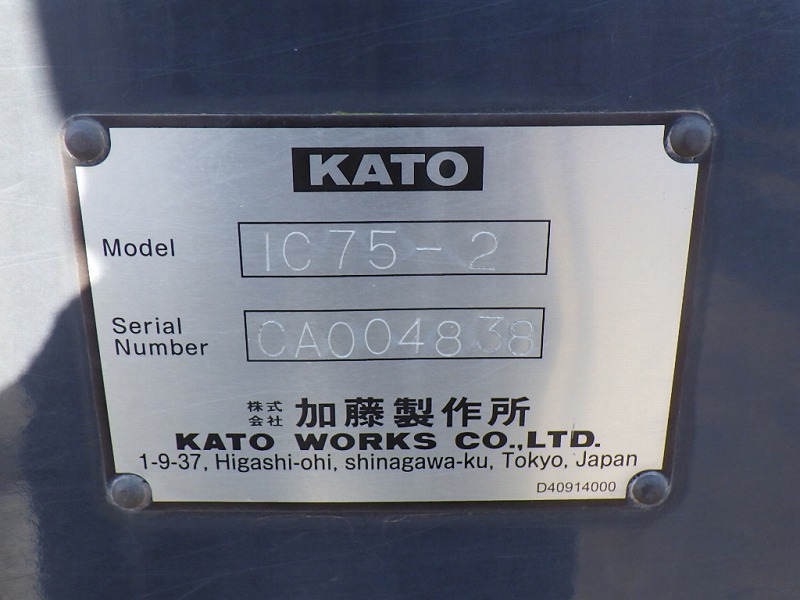 KATO
Model IC75-2
Serial Number CA004838
株式会社 加藤製作所
KATO WORKS CO.,LTD.
1-9-37, Higashi-ohi, shinagawa-ku, Tokyo, Japan
D40914000